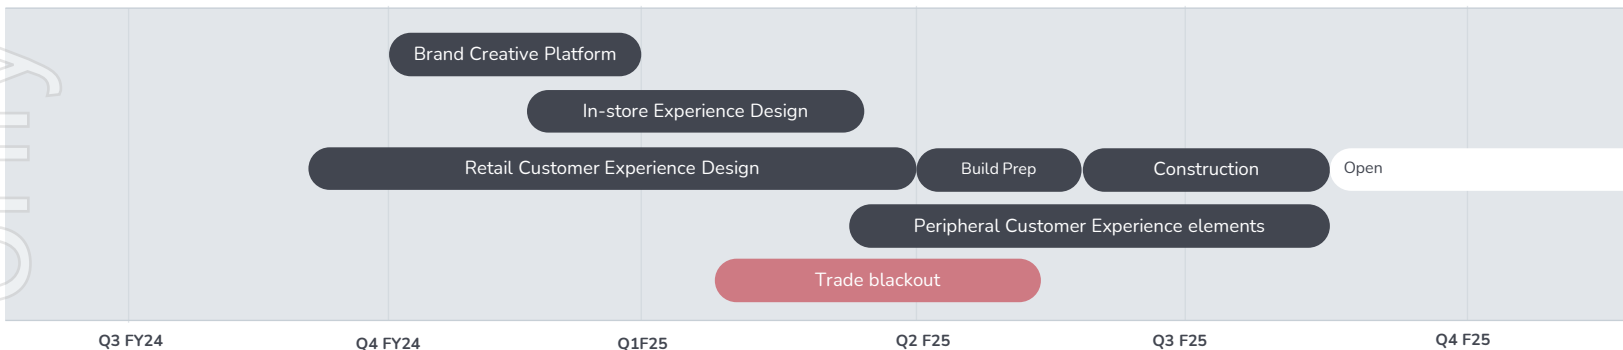 Brand Creative Platform
In-store Experience Design
Retail Customer Experience Design
Build Prep
Construction
Open
Peripheral Customer Experience elements
Trade blackout
Q3 FY24
Q4 FY24
Q1F25
Q2 F25
Q3 F25
Q4 F25